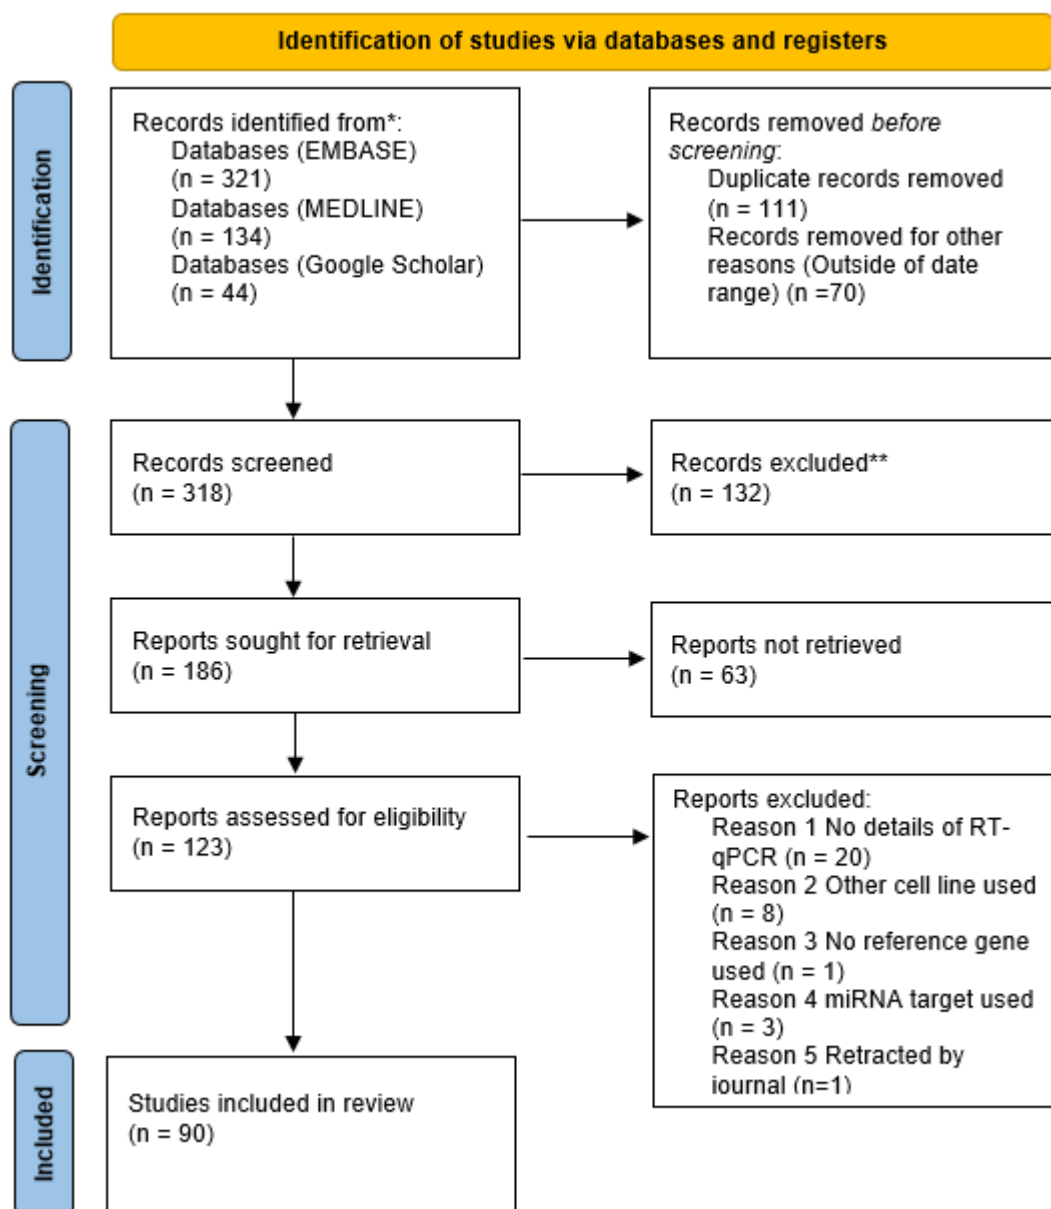 Identification of studies via databases and registers
Identification
Records identified from*:
Databases (EMBASE)
(n = 321)
Databases (MEDLINE)
(n = 134)
Databases (Google Scholar)
(n = 44)
Records removed before
screening:
Duplicate records removed
(n = 111)
Records removed for other
reasons (Outside of date
range) (n =70)
Screening
Records screened
(n = 318)
Records excluded**
(n = 132)
Reports sought for retrieval
(n = 186)
Reports not retrieved
(n = 63)
Reports assessed for eligibility
(n = 123)
Reports excluded:
Reason 1 No details of RT-
qPCR (n = 20)
Reason 2 Other cell line used
(n = 8)
Reason 3 No reference gene
used (n = 1)
Reason 4 miRNA target used
(n = 3)
Reason 5 Retracted by
journal (n=1)
Included
Studies included in review
(n = 90)